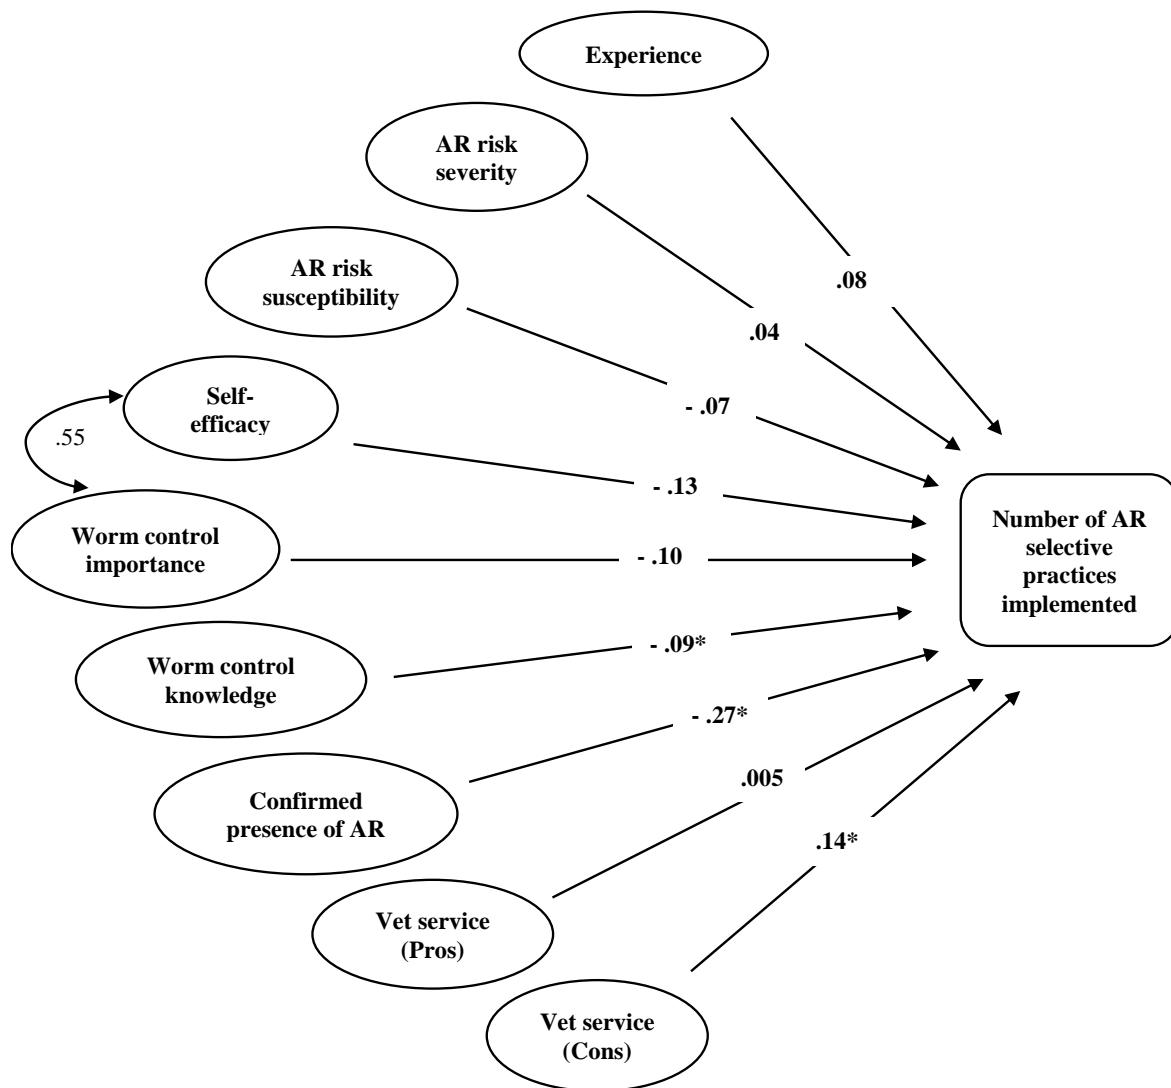 Experience
AR risk
severity
AR risk
susceptibility
.08
.04
Self-
efficacy
- .07
.55
- .13
Worm control
importance
- .10
Number of AR
selective
practices
implemented
- .09*
Worm control
knowledge
- .27*
Confirmed
presence of AR
.005
.14*
Vet service
(Pros)
Vet service
(Cons)